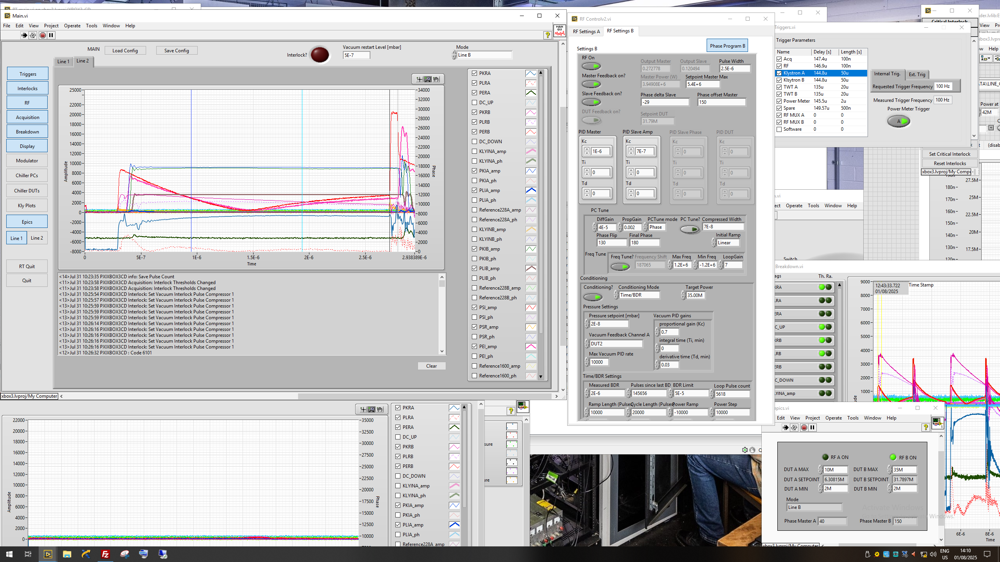 RT main.vi on xbox3.lvproj/XBOX3_CD
Main.vi
File Edit View Project Operate Tools Window Help
MAIN GUI
MAIN
Load Config
Save Config
Interlock?
Vacuum restart Level [mbar]
5E-7
Mode
Line B
Line 1
Line 2
Triggers
Interlocks
RF
Acquisition
Breakdown
Display
Modulator
Chiller PCs
Chiller DUTs
Kly Plots
Epics
Line 1 Line 2
RT Quit
Quit
Amplitude
25000
22000
20000
18000
16000
14000
12000
10000
8000
6000
4000
2000
0
-2000
-4000
-6000
-8000
34000
32000
30000
28000
26000
24000
22000
20000
18000
16000
14000
12000
10000
8000
6000
4000
2000
0
Phase
0 5E-7 1E-6 1.5E-6 2E-6 2.5E-6 2.938389E-6
Time
PKRA
PLRA
PERA
DC_UP
PKRB
PLRB
PERB
DC_DOWN
KLYINA_amp
KLYINA_ph
PKIA_amp
PKIA_ph
PLIA_amp
PLIA_ph
Reference228A_amp
Reference228A_ph
KLYINB_amp
KLYINB_ph
PKIB_amp
PKIB_ph
PLIB_amp
PLIB_ph
Reference228B_amp
Reference228B_ph
PSI_amp
PSI_ph
PSR_amp
PSR_ph
PEI_amp
PEI_ph
Reference1600_amp
Reference1600_ph
<14>Jul 31 10:23:35 PXIXBOX3CD info: Save Pulse Count
<11>Jul 31 10:23:58 PXIXBOX3CD Acquisition: Interlock Thresholds Changed
<11>Jul 31 10:23:58 PXIXBOX3CD Acquisition: Interlock Thresholds Changed
<13>Jul 31 10:25:54 PXIXBOX3CD Interlock: Set Vacuum Interlock Pulse Compressor 1
<13>Jul 31 10:25:57 PXIXBOX3CD Interlock: Set Vacuum Interlock Pulse Compressor 1
<13>Jul 31 10:25:59 PXIXBOX3CD Interlock: Set Vacuum Interlock Pulse Compressor 1
<13>Jul 31 10:25:59 PXIXBOX3CD Interlock: Set Vacuum Interlock Pulse Compressor 1
<13>Jul 31 10:25:59 PXIXBOX3CD Interlock: Set Vacuum Interlock Pulse Compressor 1
<13>Jul 31 10:26:14 PXIXBOX3CD Interlock: Set Vacuum Interlock Pulse Compressor 1
<13>Jul 31 10:26:16 PXIXBOX3CD Interlock: Set Vacuum Interlock Pulse Compressor 1
<13>Jul 31 10:26:16 PXIXBOX3CD Interlock: Set Vacuum Interlock Pulse Compressor 1
<13>Jul 31 10:26:16 PXIXBOX3CD Interlock: Set Vacuum Interlock Pulse Compressor 1
<13>Jul 31 10:26:16 PXIXBOX3CD Interlock: Set Vacuum Interlock Pulse Compressor 1
<12>Jul 31 10:26:32 PXIXBOX3CD : Code 6101
Clear
xbox3.lvproj/My Computer
RF Controlv2.vi
RF Settings A
RF Settings B
Phase Program B
Settings B
RF On
Output Master Output Slave Pulse Width
0.272778 0.120494 2.5E-6
Master Feedback on?
Master Power (W) Setpoint Master Max
3.94908E+6 5.4E+6
Slave Feedback on?
Phase delta Slave Phase offset Master
-29 150
DUT Feedback on?
Setpoint DUT
31.79M
PID Master PID Slave Amp PID Slave Phase PID DUT
Kc Kc Kc Kc
1E-6 7E-7 0 0
Ti Ti Ti Ti
0 0 0 0
Td Td Td Td
0 0 0 0
PC Tune
DiffGain PropGain PCTune mode PC Tune? Compressed Width
4E-5 0.002 Phase 7E-8
Phase Flip Final Phase Initial Ramp
130 180 Linear
Freq Tune
Freq Tune? Frequency Shift Max Freq Min Freq LoopGain
187065 1.2E+6 -1.2E+6 7
Conditioning
Conditioning? Conditioning Mode Target Power
Time/BDR 35.00M
Pressure Settings
Pressure setpoint [mbar] Vacuum PID gains
2E-8
proportional gain (Kc)
0.7
Vacuum Feedback Channel A
DUT2
integral time (Ti, min)
0
Max Vacuum PID rate
10000
derivative time (Td, min)
0.03
Time/BDR Settings
Measured BDR Pulses since last BD BDR Limit Loop Pulse count
2E-6 145656 5E-5 5618
Ramp Length (Pulses) Cycle Length (Pulses) Power Ramp Power Step
10000 20000 -10000 10000
Triggers.vi
Trigger Parameters
Name Delay [s] Length [s]
Acq 147.4u 100n
RF 146.9u 100n
Klystron A 144.8u 50u
Klsytron B 144.8u 50u
TWT A 135u 20u
TWT B 135u 20u
Power Meter 145.5u 2u
Spare 149.57u 500n
RF MUX A 0 0
RF MUX B 0 0
Software 0 0
Internal Trig. Ext. Trig
Requested Trigger Frequency 100 Hz
Measured Trigger Frequency 100 Hz
Power Meter Trigger
A
Critical Interlock
der.lvlib:E
View Pr
xbox3.lvpr
ow Help
ATA\LINE_
Power at
42M
(disab
Set Critical Interlock
Reset Interlocks
xbox3.lvproj/My Compu
190n
180n
170n
160n
150n
140n
130n
120n
27.5M
25M
22.5M
20M
17.5M
n.vi
ect Operate Tools Window Help
Switch
Breakdown.vi
ags Th. Ra.
KRA
LRA
ERA
C_UP
KRB
LRB
ERB
C_DOWN
LYINA_amp
9000
8000
7000
6000
5000
4000
3000
2000
1000
12:43:33.722
01/08/2025
Time Stamp
6E-6 8E-6
Time
epics.vi
Edit View Project Operate Tools Window Help
RF A ON RF B ON
DUT A MAX 10M DUT B MAX 35M
DUT A SETPOINT 6.30815M DUT B SETPOINT 31.7897M
DUT A MIN 2M DUT B MIN 2M
Mode
Line B
Phase Master A 40 Phase Master B 150
Activate Windows
Go to Settings to activate Windows.
xbox3.lvproj/My Computer
Amplitude
22000
20000
18000
16000
14000
12000
10000
8000
6000
4000
2000
0
35000
32500
30000
27500
25000
22500
20000
17500
15000
12500
10000
Phase
PKRA
PLRA
PERA
DC_UP
PKRB
PLRB
PERB
DC_DOWN
KLYINA_amp
KLYINA_ph
PKIA_amp
PKIA_ph
PLIA_amp
PLIA_ph
Reference228A_amp
sure
ure
ENG
US
14:10
01/08/2025